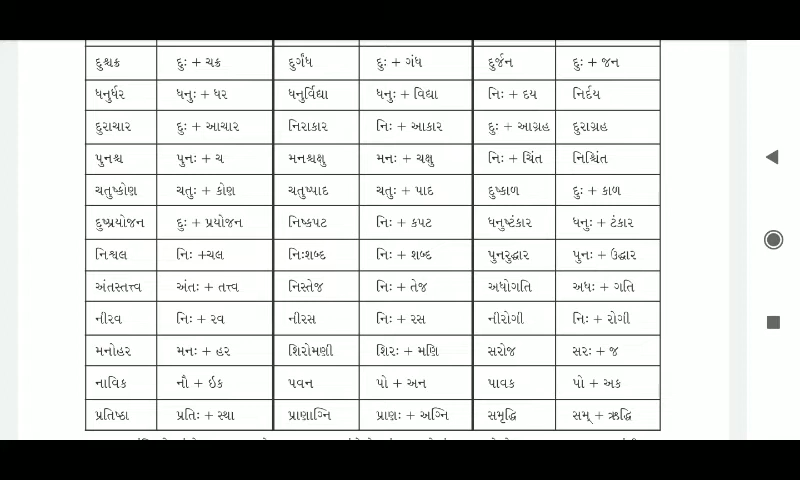 દુશ્ચક્ર દુઃ + ચક્ર દુર્ગંધ દુઃ + ગંધ દુર્જન દુઃ + જન
ધનુર્ધર ધનુઃ + ધર ધનુર્વિદ્યા ધનુઃ + વિદ્યા નિઃ + દય નિર્દય
દુરાચાર દુઃ + આચાર નિરાકાર નિઃ + આકાર દુઃ + આગ્રહ દુરાગ્રહ
પુનશ્ચ પુનઃ + ચ મનશ્ચક્ષુ મનઃ + ચક્ષુ નિઃ + ચિંત નિશ્ચિંત
ચતુષ્કોણ ચતુઃ + કોણ ચતુષ્પાદ ચતુઃ + પાદ દુષ્કાળ દુઃ + કાળ
દુષ્પ્રયોજન દુઃ + પ્રયોજન નિષ્કપટ નિઃ + કપટ ધનુષ્ટંકાર ધનુઃ + ટંકાર
નિશ્ચલ નિઃ +ચલ નિઃશબ્દ નિઃ + શબ્દ પુનરુદ્ધાર પુનઃ + ઉદ્ધાર
અંતસ્તત્ત્વ અંતઃ + તત્ત્વ નિસ્તેજ નિઃ + તેજ અધોગતિ અધઃ + ગતિ
નીરવ નિઃ + રવ નીરસ નિઃ + રસ નીરોગી નિઃ + રોગી
મનોહર મનઃ + હર શિરોમણી શિરઃ + મણિ સરોજ સરઃ + જ
નાવિક નૌ + ઇક પવન પો + અન પાવક પો + અક
પ્રતિષ્ઠા પ્રતિઃ + સ્થા પ્રાણાગ્નિ પ્રાણઃ + અગ્નિ સમૃદ્ધિ સમ્ + ઋદ્ધિ